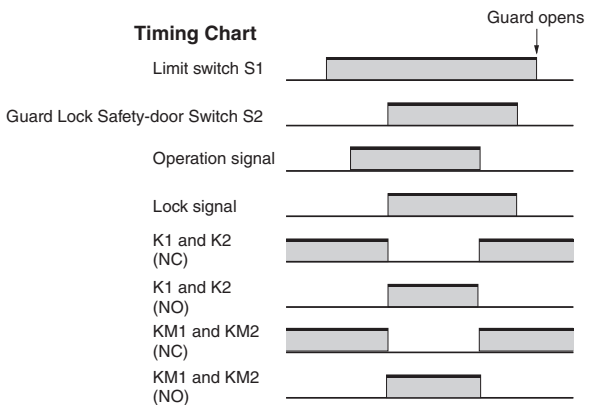 Guard opens
Timing Chart
Limit switch S1
Guard Lock Safety-door Switch S2
Operation signal
Lock signal
K1 and K2
(NC)
K1 and K2
(NO)
KM1 and KM2
(NC)
KM1 and KM2
(NO)